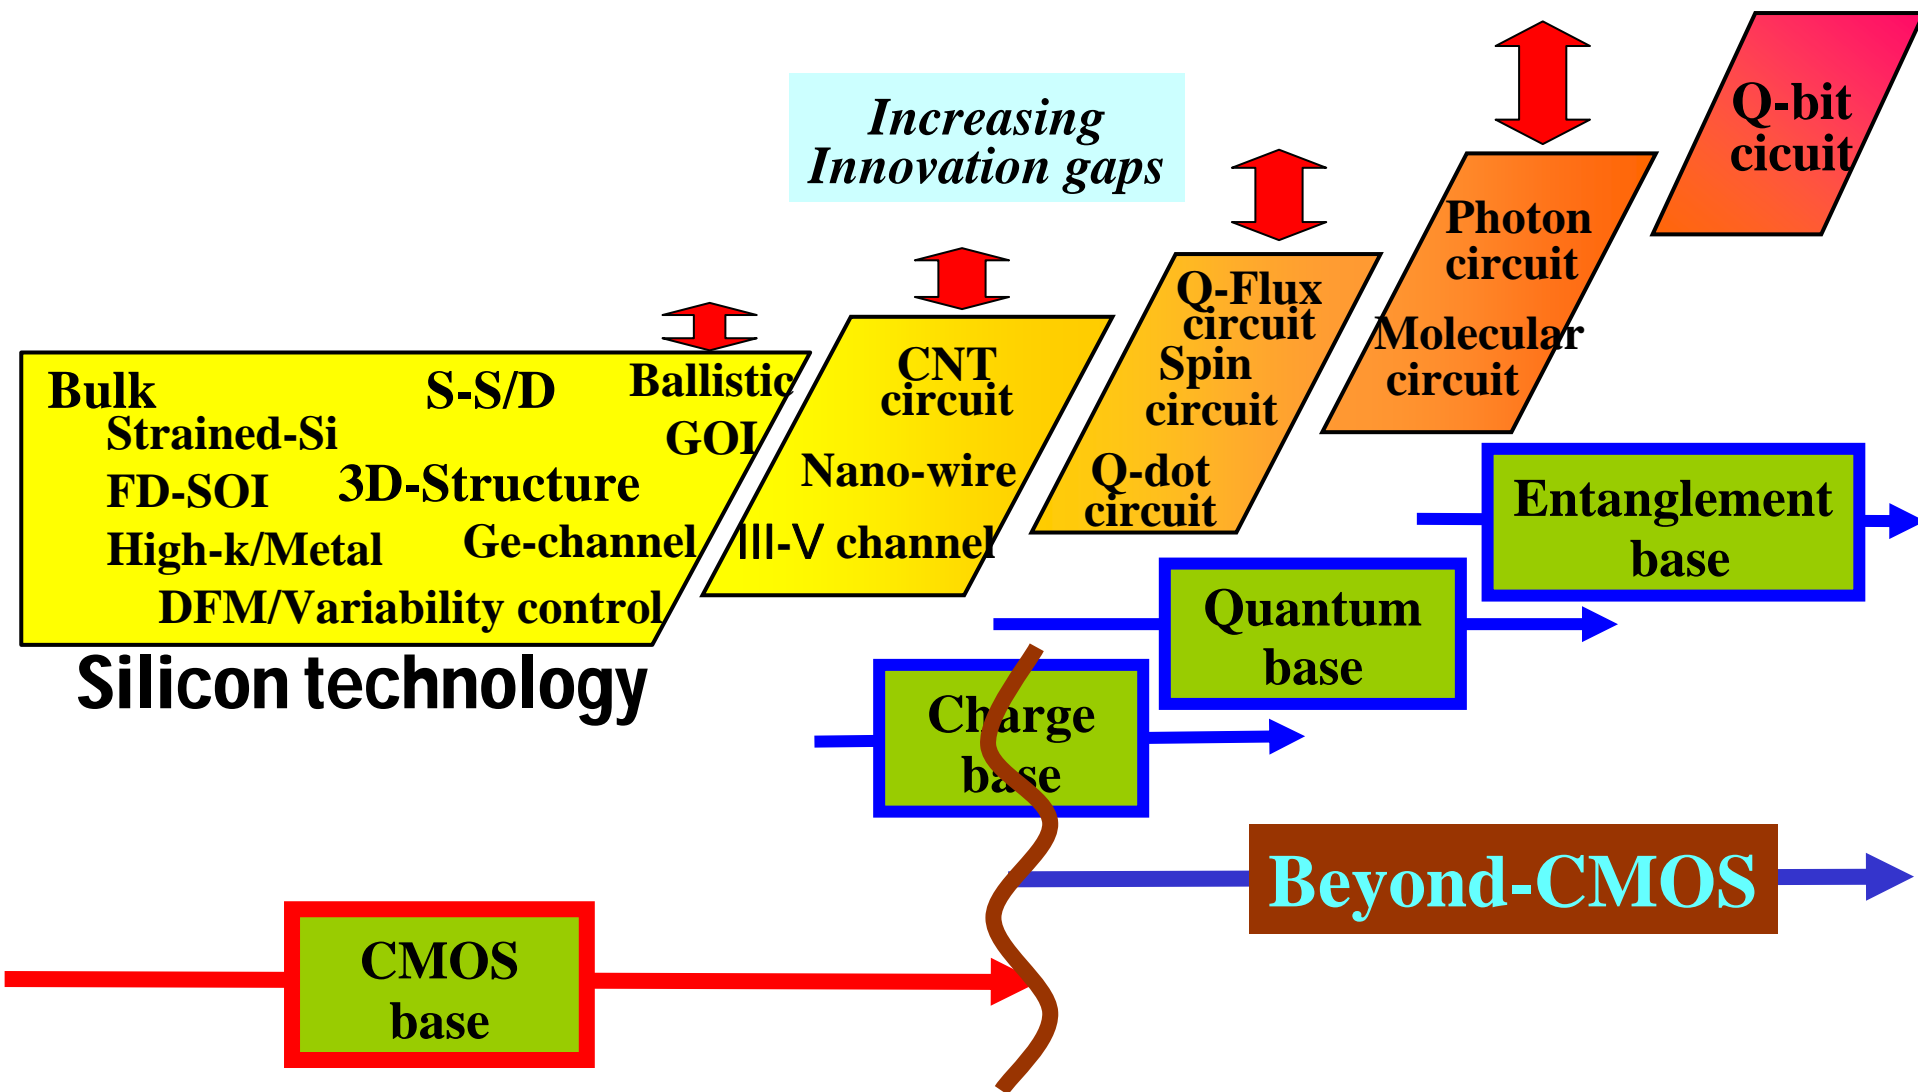 Increasing
Innovation gaps
Q-bit
cicuit
Photon
circuit
Molecular
circuit
Q-Flux
circuit
Spin
circuit
Q-dot
circuit
CNT
circuit
Nano-wire
III-V channel
Bulk
S-S/D
Ballistic
Strained-Si
GOI
FD-SOI
3D-Structure
High-k/Metal
Ge-channel
DFM/Variability control
Silicon technology
Entanglement
base
Quantum
base
Charge
base
Beyond-CMOS
CMOS
base